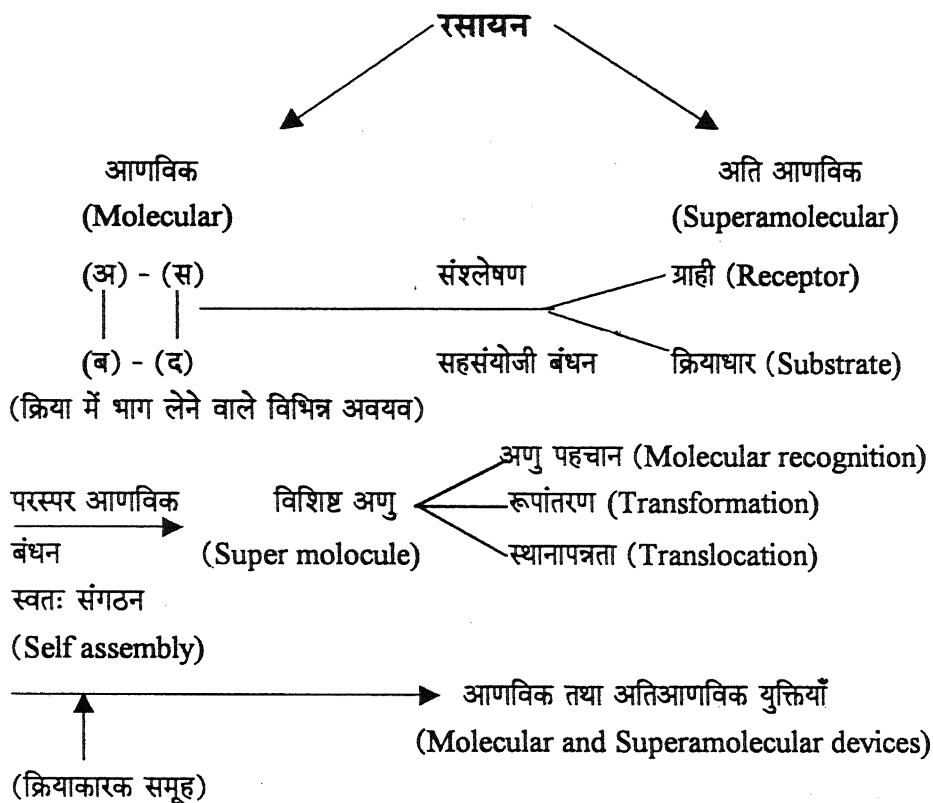 रसायन
आणविक अति आणविक
(Molecular) (Superamolecular)
(अ) - (स) संश्लेषण ग्राही (Receptor)
(ब) - (द) सहसंयोजी बंधन क्रियाधार (Substrate)
(क्रिया में भाग लेने वाले विभिन्न अवयव)
अणु पहचान (Molecular recognition)
परस्पर आणविक विशिष्ट अणु रूपांतरण (Transformation)
बंधन (Super molocule) स्थानापन्नता (Translocation)
स्वतः संगठन
(Self assembly)
आणविक तथा अतिआणविक युक्तियाँ
(Molecular and Superamolecular devices)
(क्रियाकारक समूह)